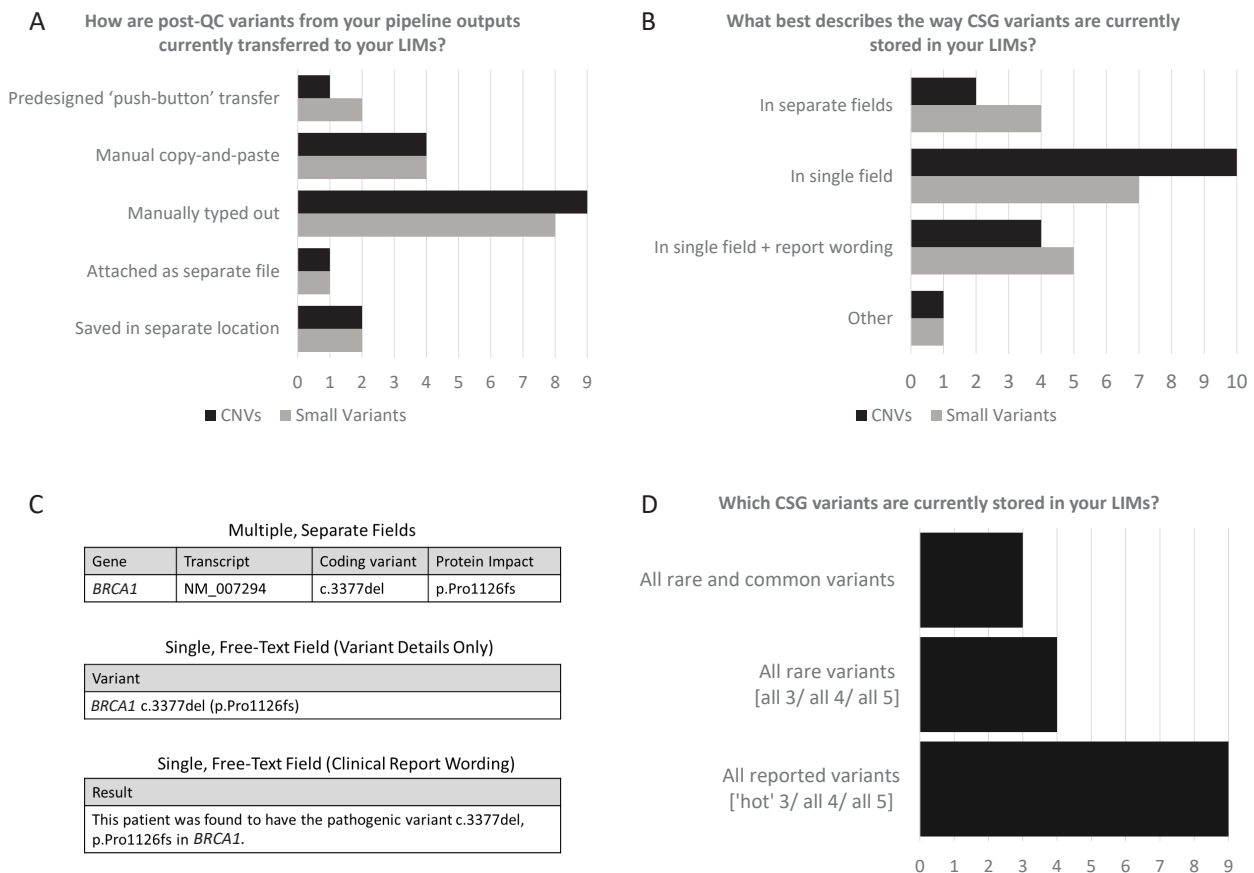 A
How are post-QC variants from your pipeline outputs
currently transferred to your LIMs?
Predesigned ‘push-button’ transfer
Manual copy-and-paste
Manually typed out
Attached as separate file
Saved in separate location
0 1 2 3 4 5 6 7 8 9
CNVs Small Variants
B
What best describes the way CSG variants are currently
stored in your LIMs?
In separate fields
In single field
In single field + report wording
Other
0 1 2 3 4 5 6 7 8 9 10
CNVs Small Variants
C
Multiple, Separate Fields
Gene Transcript Coding variant Protein Impact
BRCA1 NM_007294 c.3377del p.Pro1126fs
Single, Free-Text Field (Variant Details Only)
Variant
BRCA1 c.3377del (p.Pro1126fs)
Single, Free-Text Field (Clinical Report Wording)
Result
This patient was found to have the pathogenic variant c.3377del,
p.Pro1126fs in BRCA1.
D
Which CSG variants are currently stored in your LIMs?
All rare and common variants
All rare variants
[all 3/ all 4/ all 5]
All reported variants
['hot' 3/ all 4/ all 5]
0 1 2 3 4 5 6 7 8 9